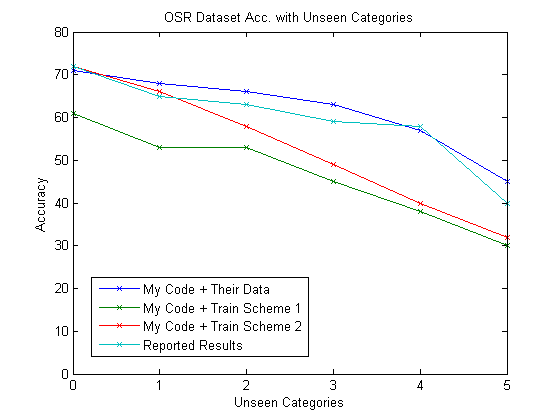 OSR Dataset Acc. with Unseen Categories
80
70
60
50
40
30
20
10
0
Accuracy
My Code + Their Data
My Code + Train Scheme 1
My Code + Train Scheme 2
Reported Results
0 1 2 3 4 5
Unseen Categories